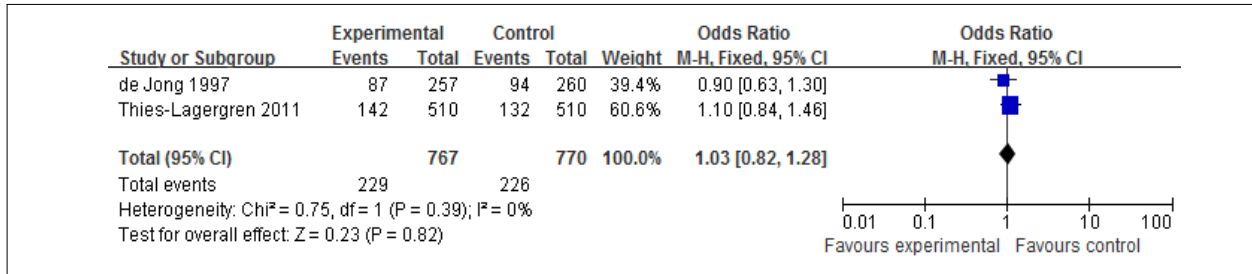 Experimental Control Odds Ratio Odds Ratio
Study or Subgroup Events Total Events Total Weight M-H, Fixed, 95% CI M-H, Fixed, 95% CI
de Jong 1997 87 257 94 260 39.4% 0.90 [0.63, 1.30]
Thies-Lagergren 2011 142 510 132 510 60.6% 1.10 [0.84, 1.46]
Total (95% CI) 767 770 100.0% 1.03 [0.82, 1.28]
Total events 229 226
Heterogeneity: Chi² = 0.75, df = 1 (P = 0.39); I² = 0%
Test for overall effect: Z = 0.23 (P = 0.82)
0.01 0.1 1 10 100
Favours experimental Favours control